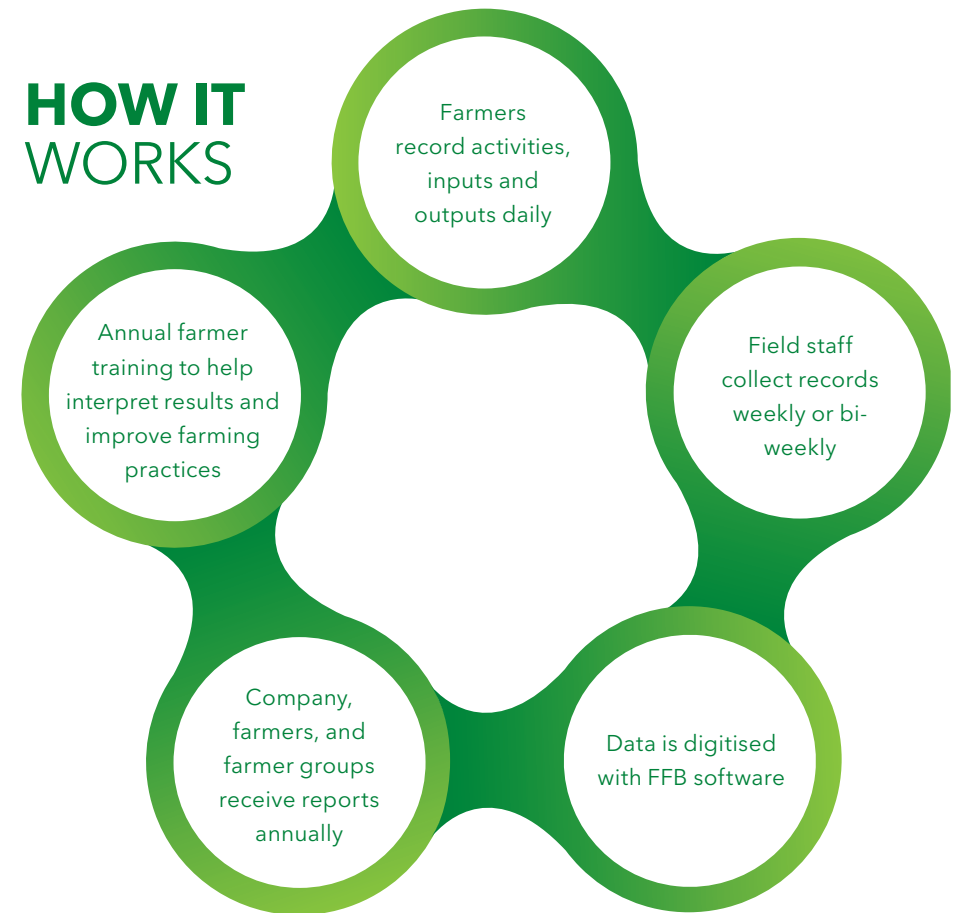 HOW IT
WORKS
Farmers
record activities,
inputs and
outputs daily
Field staff
collect records
weekly or bi-
weekly
Data is digitised
with FFB software
Company,
farmers, and
farmer groups
receive reports
annually
Annual farmer
training to help
interpret results and
improve farming
practices